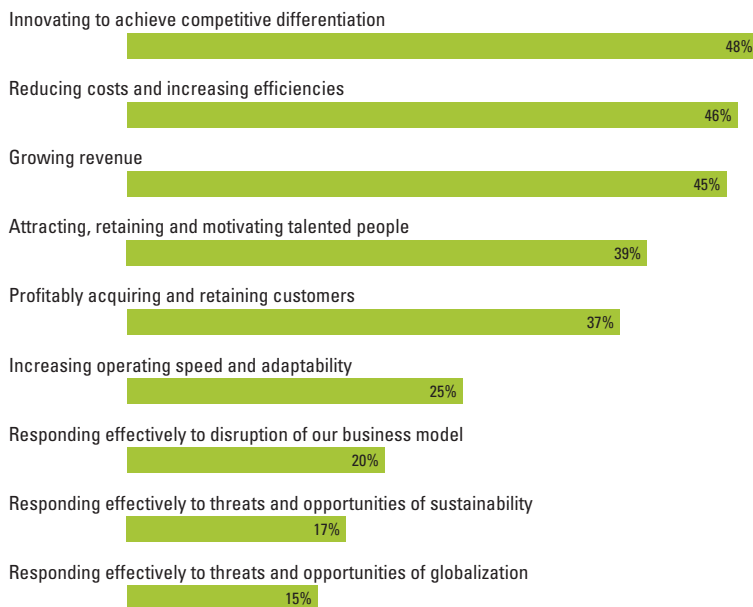 Innovating to achieve competitive differentiation
48%
Reducing costs and increasing efficiencies
46%
Growing revenue
45%
Attracting, retaining and motivating talented people
39%
Profitably acquiring and retaining customers
37%
Increasing operating speed and adaptability
25%
Responding effectively to disruption of our business model
20%
Responding effectively to threats and opportunities of sustainability
17%
Responding effectively to threats and opportunities of globalization
15%